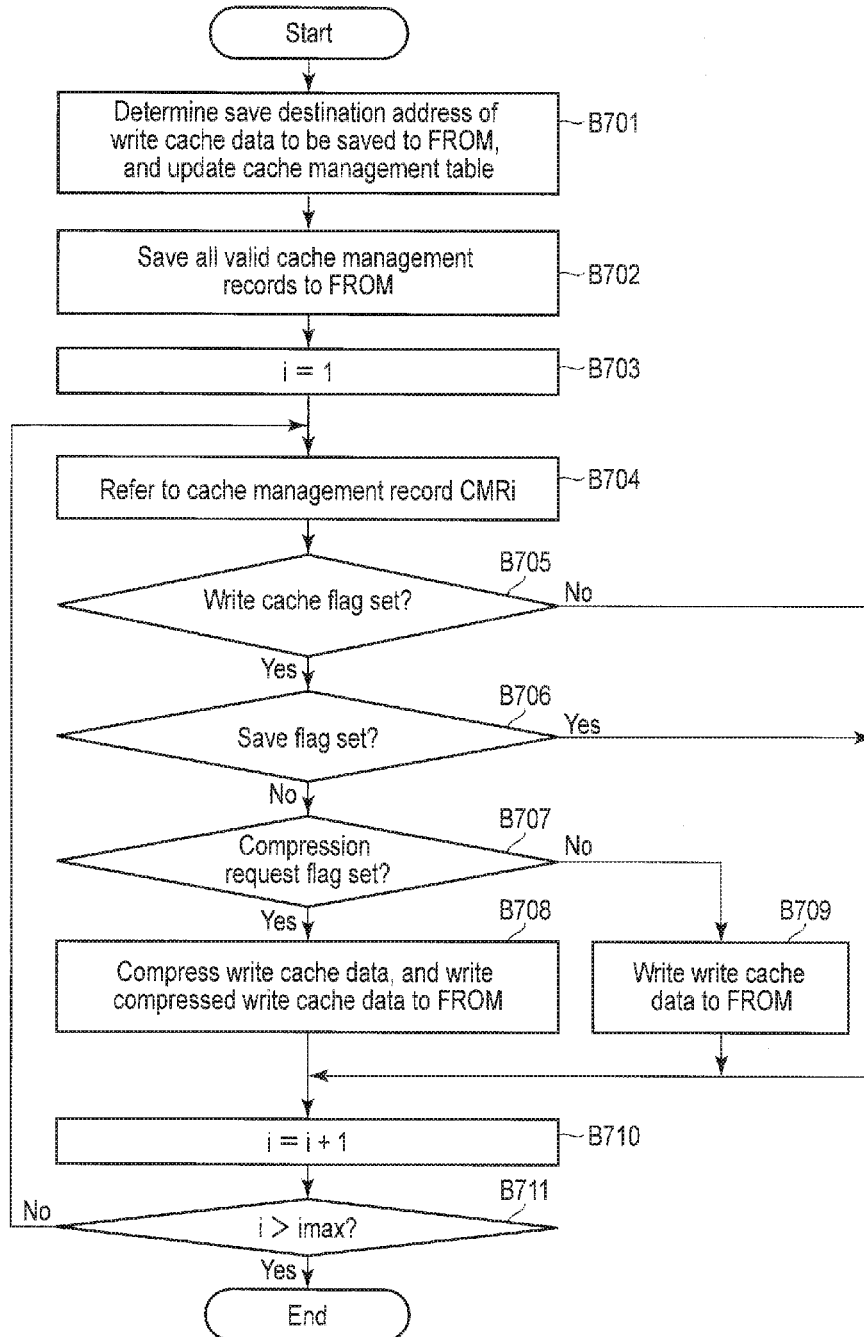 Start
Determine save destination address of
write cache data to be saved to FROM,
and update cache management table
B701
Save all valid cache management
records to FROM
B702
i = 1
B703
Refer to cache management record CMRi
B704
B705
Write cache flag set?
No
Yes
B706
Save flag set?
Yes
No
B707
Compression
request flag set?
No
Yes
B708
Compress write cache data, and write
compressed write cache data to FROM
B709
Write write cache
data to FROM
i = i + 1
B710
B711
i > imax?
No
Yes
End